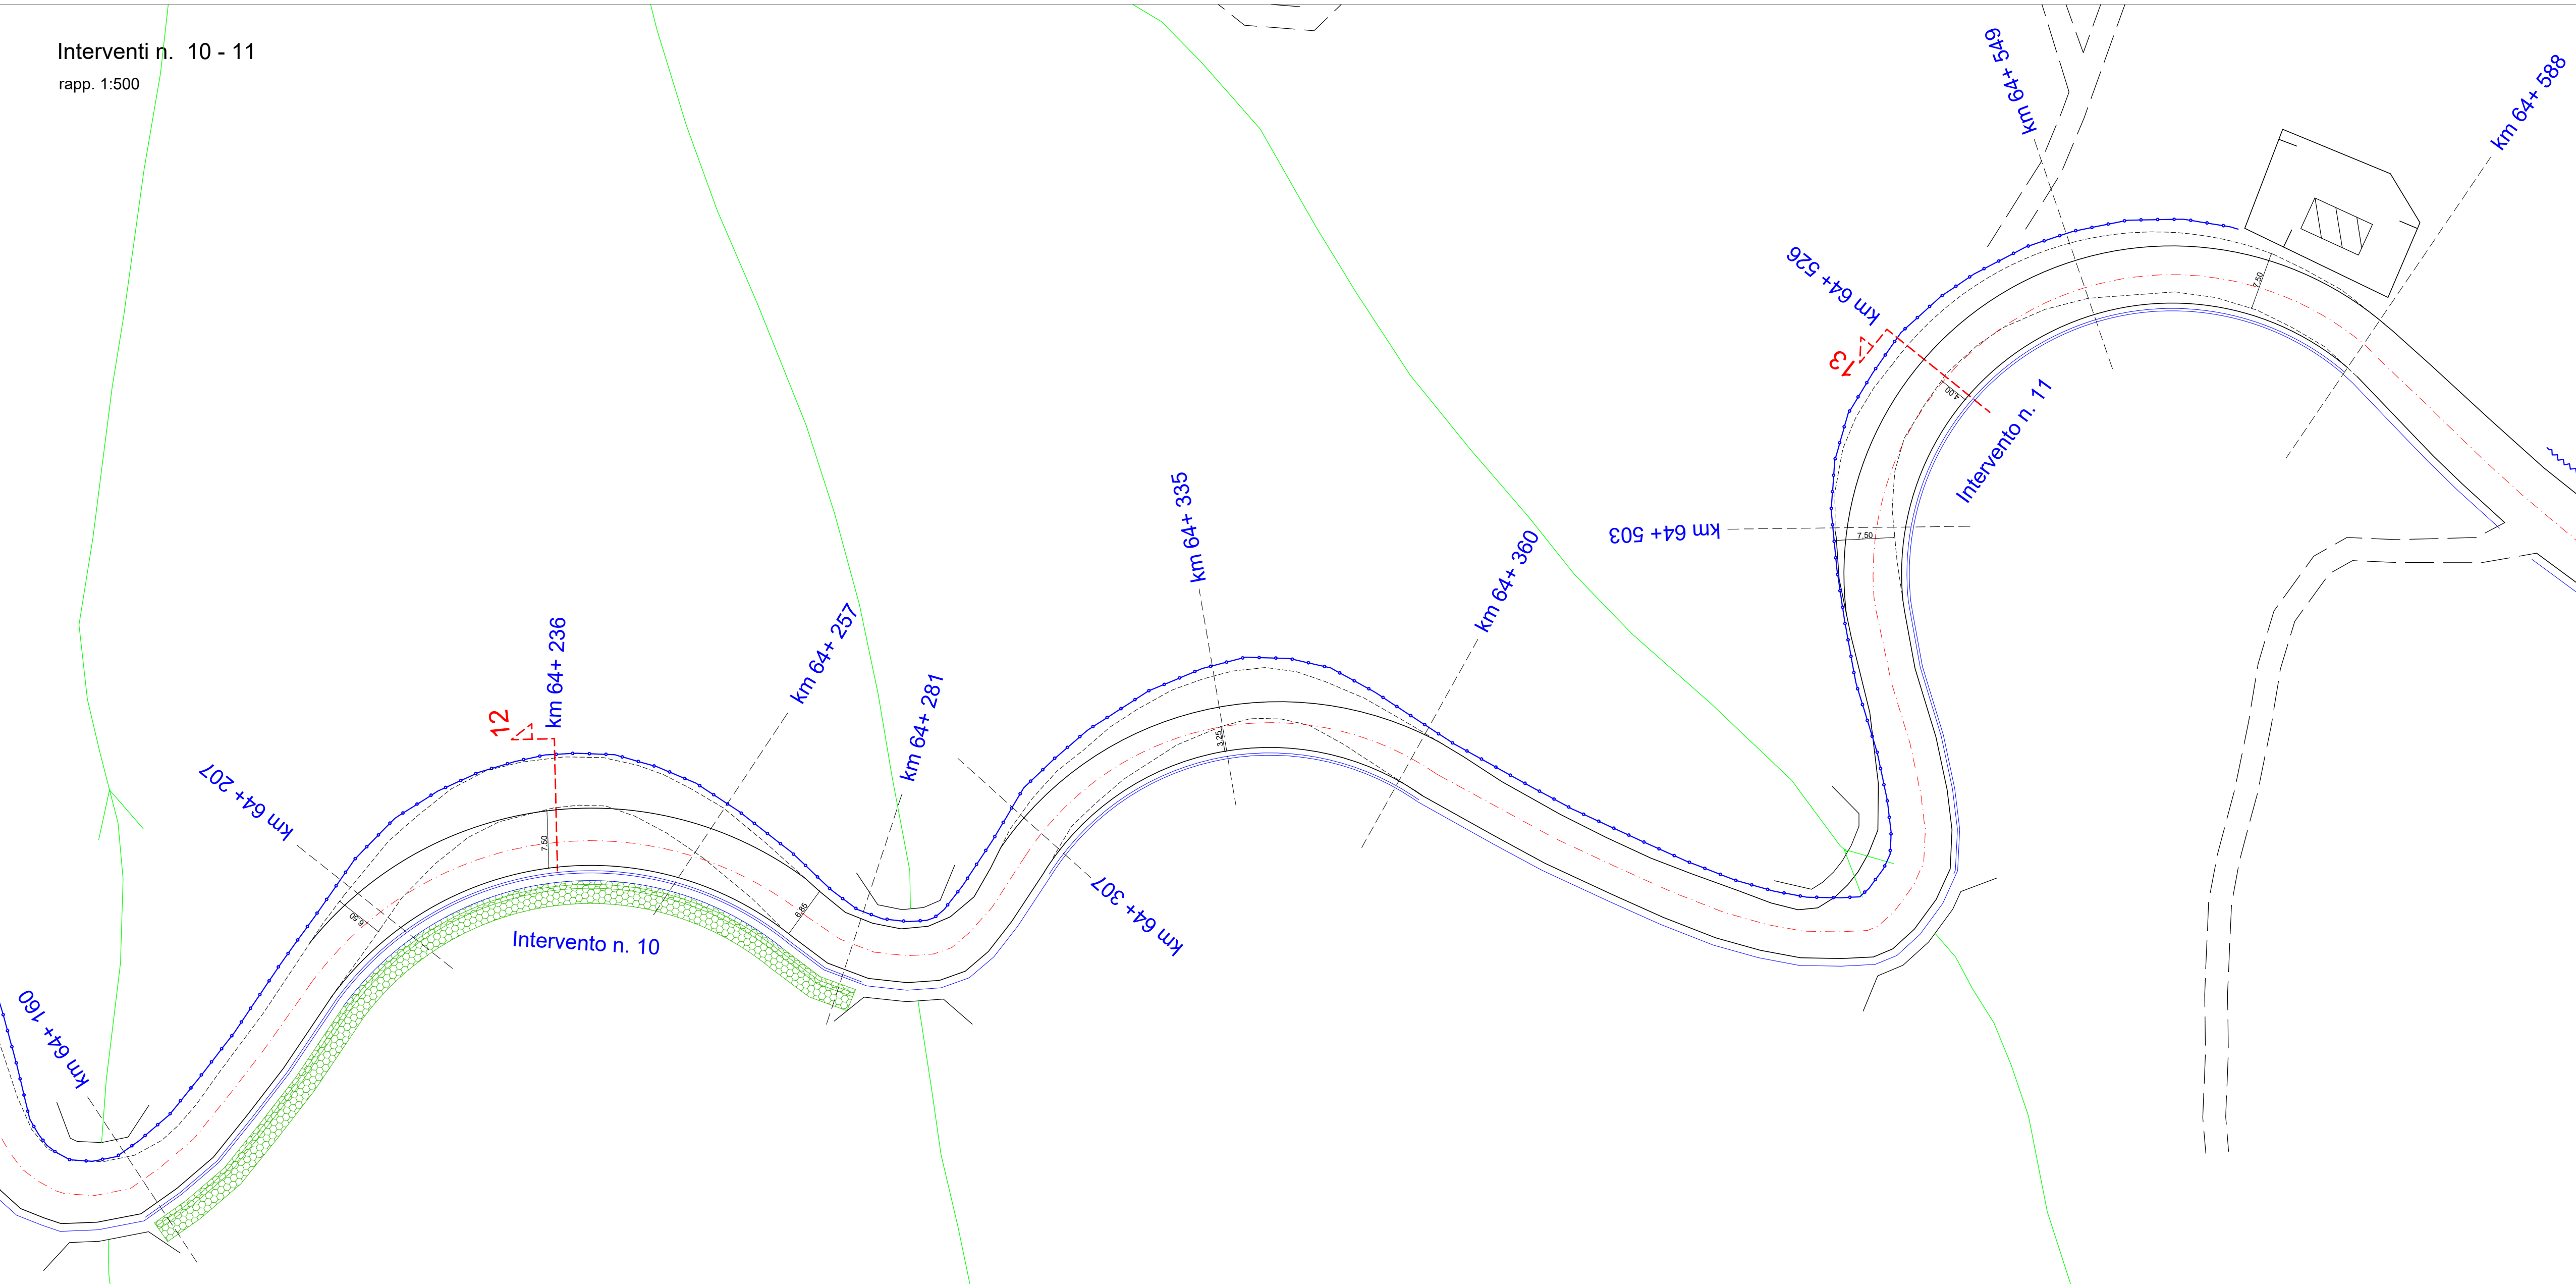 Interventi n. 10 - 11
rapp. 1:500
km 64+ 160
km 64+ 207
6.50
12
km 64+ 236
7.50
Intervento n. 10
km 64+ 257
6.85
km 64+ 281
km 64+ 307
km 64+ 335
3.25
km 64+ 360
km 64+ 503
7.50
13
km 64+ 526
4.00
Intervento n. 11
km 64+ 549
7.50
km 64+ 588